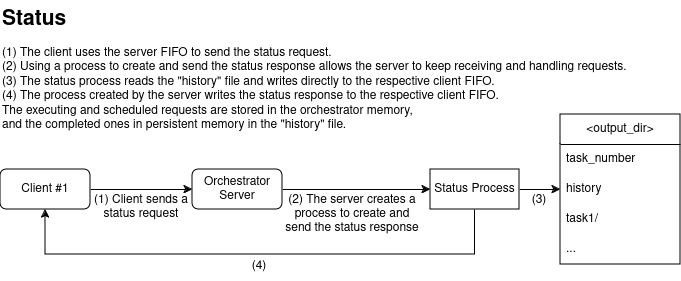 Status
(1) The client uses the server FIFO to send the status request.
(2) Using a process to create and send the status response allows the server to keep receiving and handling requests.
(3) The status process reads the "history" file and writes directly to the respective client FIFO.
(4) The process created by the server writes the status response to the respective client FIFO.
The executing and scheduled requests are stored in the orchestrator memory,
and the completed ones in persistent memory in the "history" file.
Client #1
(1) Client sends a
status request
Orchestrator
Server
(2) The server creates a
process to create and
send the status response
Status Process
(3)
<output_dir>
task_number
history
task1/
...
(4)